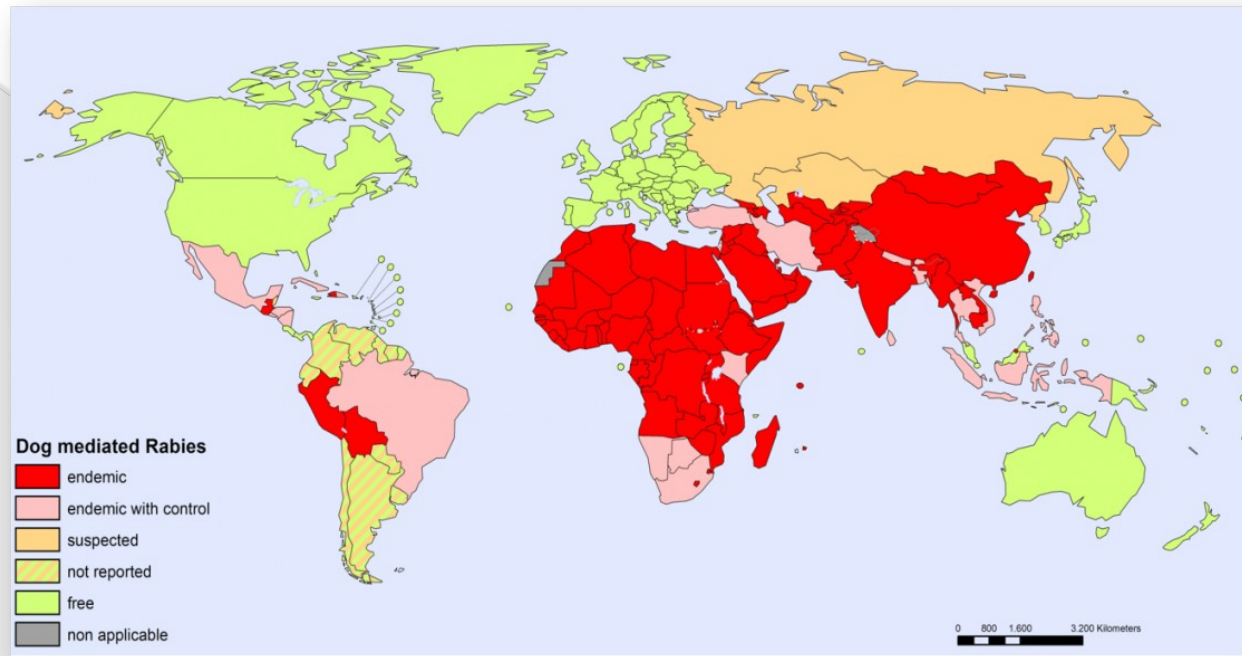 Dog mediated Rabies
endemic
endemic with control
suspected
not reported
free
non applicable
0 800 1.600 3.200 Kilometers